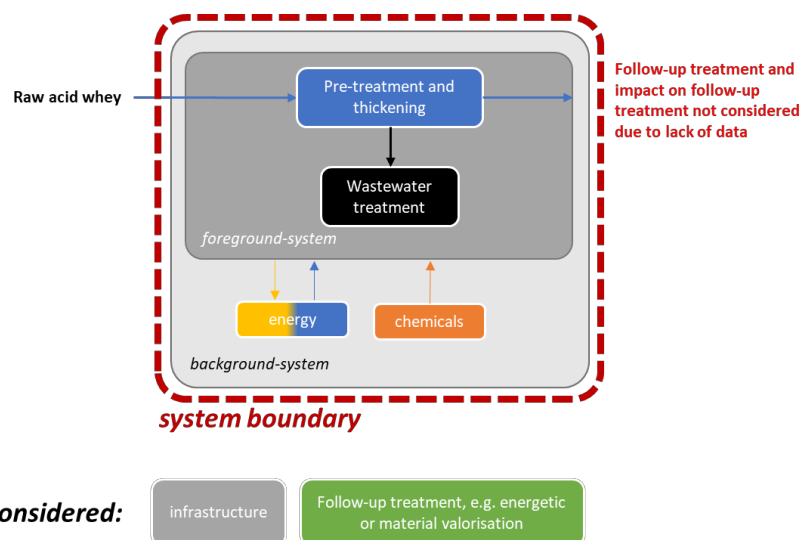 Raw acid whey
Pre-treatment and
thickening
Follow-up treatment and
impact on follow-up
treatment not considered
due to lack of data
Wastewater
treatment
foreground-system
energy
chemicals
background-system
system boundary
onsidered:
infrastructure
Follow-up treatment, e.g. energetic
or material valorisation